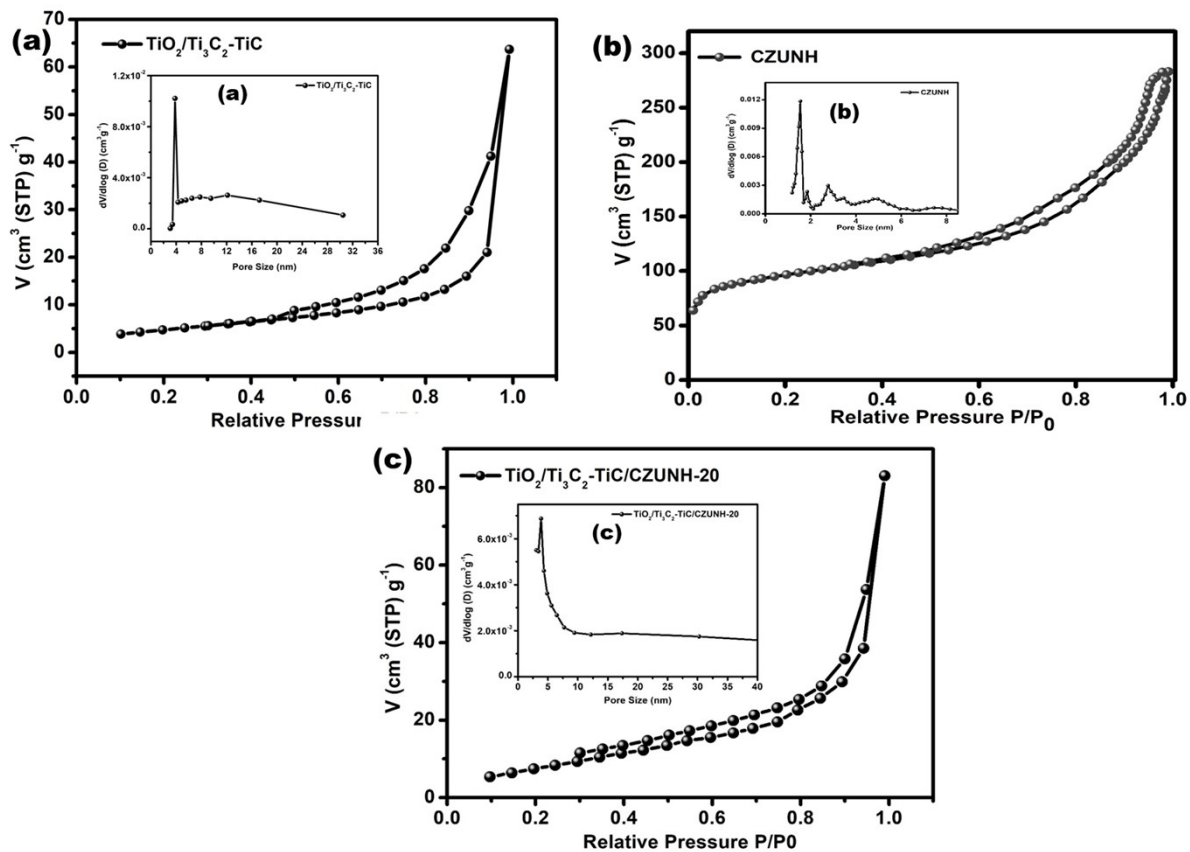 (a)
TiO₂/Ti₃C₂-TiC
V (cm³ (STP) g⁻¹)
70
60
50
40
30
20
10
0
0.0 0.2 0.4 0.6 0.8 1.0
Relative Pressur
(a)
TiO₂/Ti₃C₂-TiC
dV/dlog (D) (cm³g⁻¹)
1.2x10⁻²
8.0x10⁻³
4.0x10⁻³
0.0
0 4 8 12 16 20 24 28 32 36
Pore Size (nm)
(b)
CZUNH
V (cm³ (STP) g⁻¹)
300
250
200
150
100
50
0
0.0 0.2 0.4 0.6 0.8 1.0
Relative Pressure P/P₀
(b)
CZUNH
dV/dlog (D) (cm³g⁻¹)
0.012
0.009
0.006
0.003
0.000
0 2 4 6 8
Pore Size (nm)
(c)
TiO₂/Ti₃C₂-TiC/CZUNH-20
V (cm³ (STP) g⁻¹)
80
60
40
20
0
0.0 0.2 0.4 0.6 0.8 1.0
Relative Pressure P/P0
(c)
TiO₂/Ti₃C₂-TiC/CZUNH-20
dV/dlog (D) (cm³g⁻¹)
6.0x10⁻³
4.0x10⁻³
2.0x10⁻³
0.0
0 5 10 15 20 25 30 35 40
Pore Size (nm)